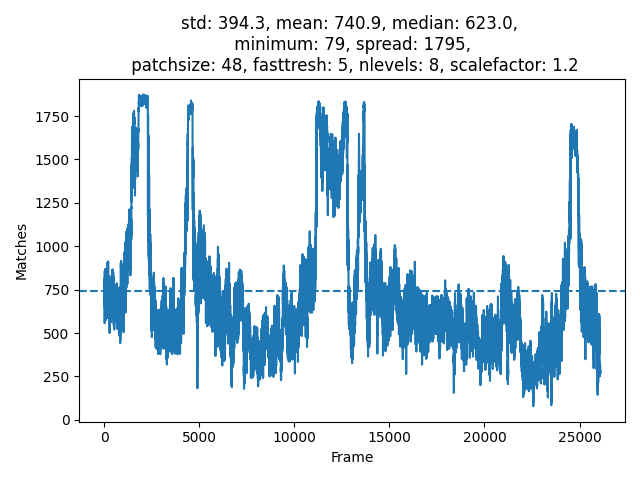 std: 394.3, mean: 740.9, median: 623.0,
minimum: 79, spread: 1795,
patchsize: 48, fasttresh: 5, nlevels: 8, scalefactor: 1.2
1750
1500
1250
1000
750
500
250
0
Matches
0 5000 10000 15000 20000 25000
Frame